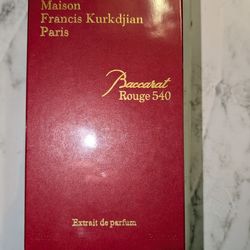 Maison
Francis Kurkdjian
Paris
Baccarat
Rouge 540
Extrait de parfum